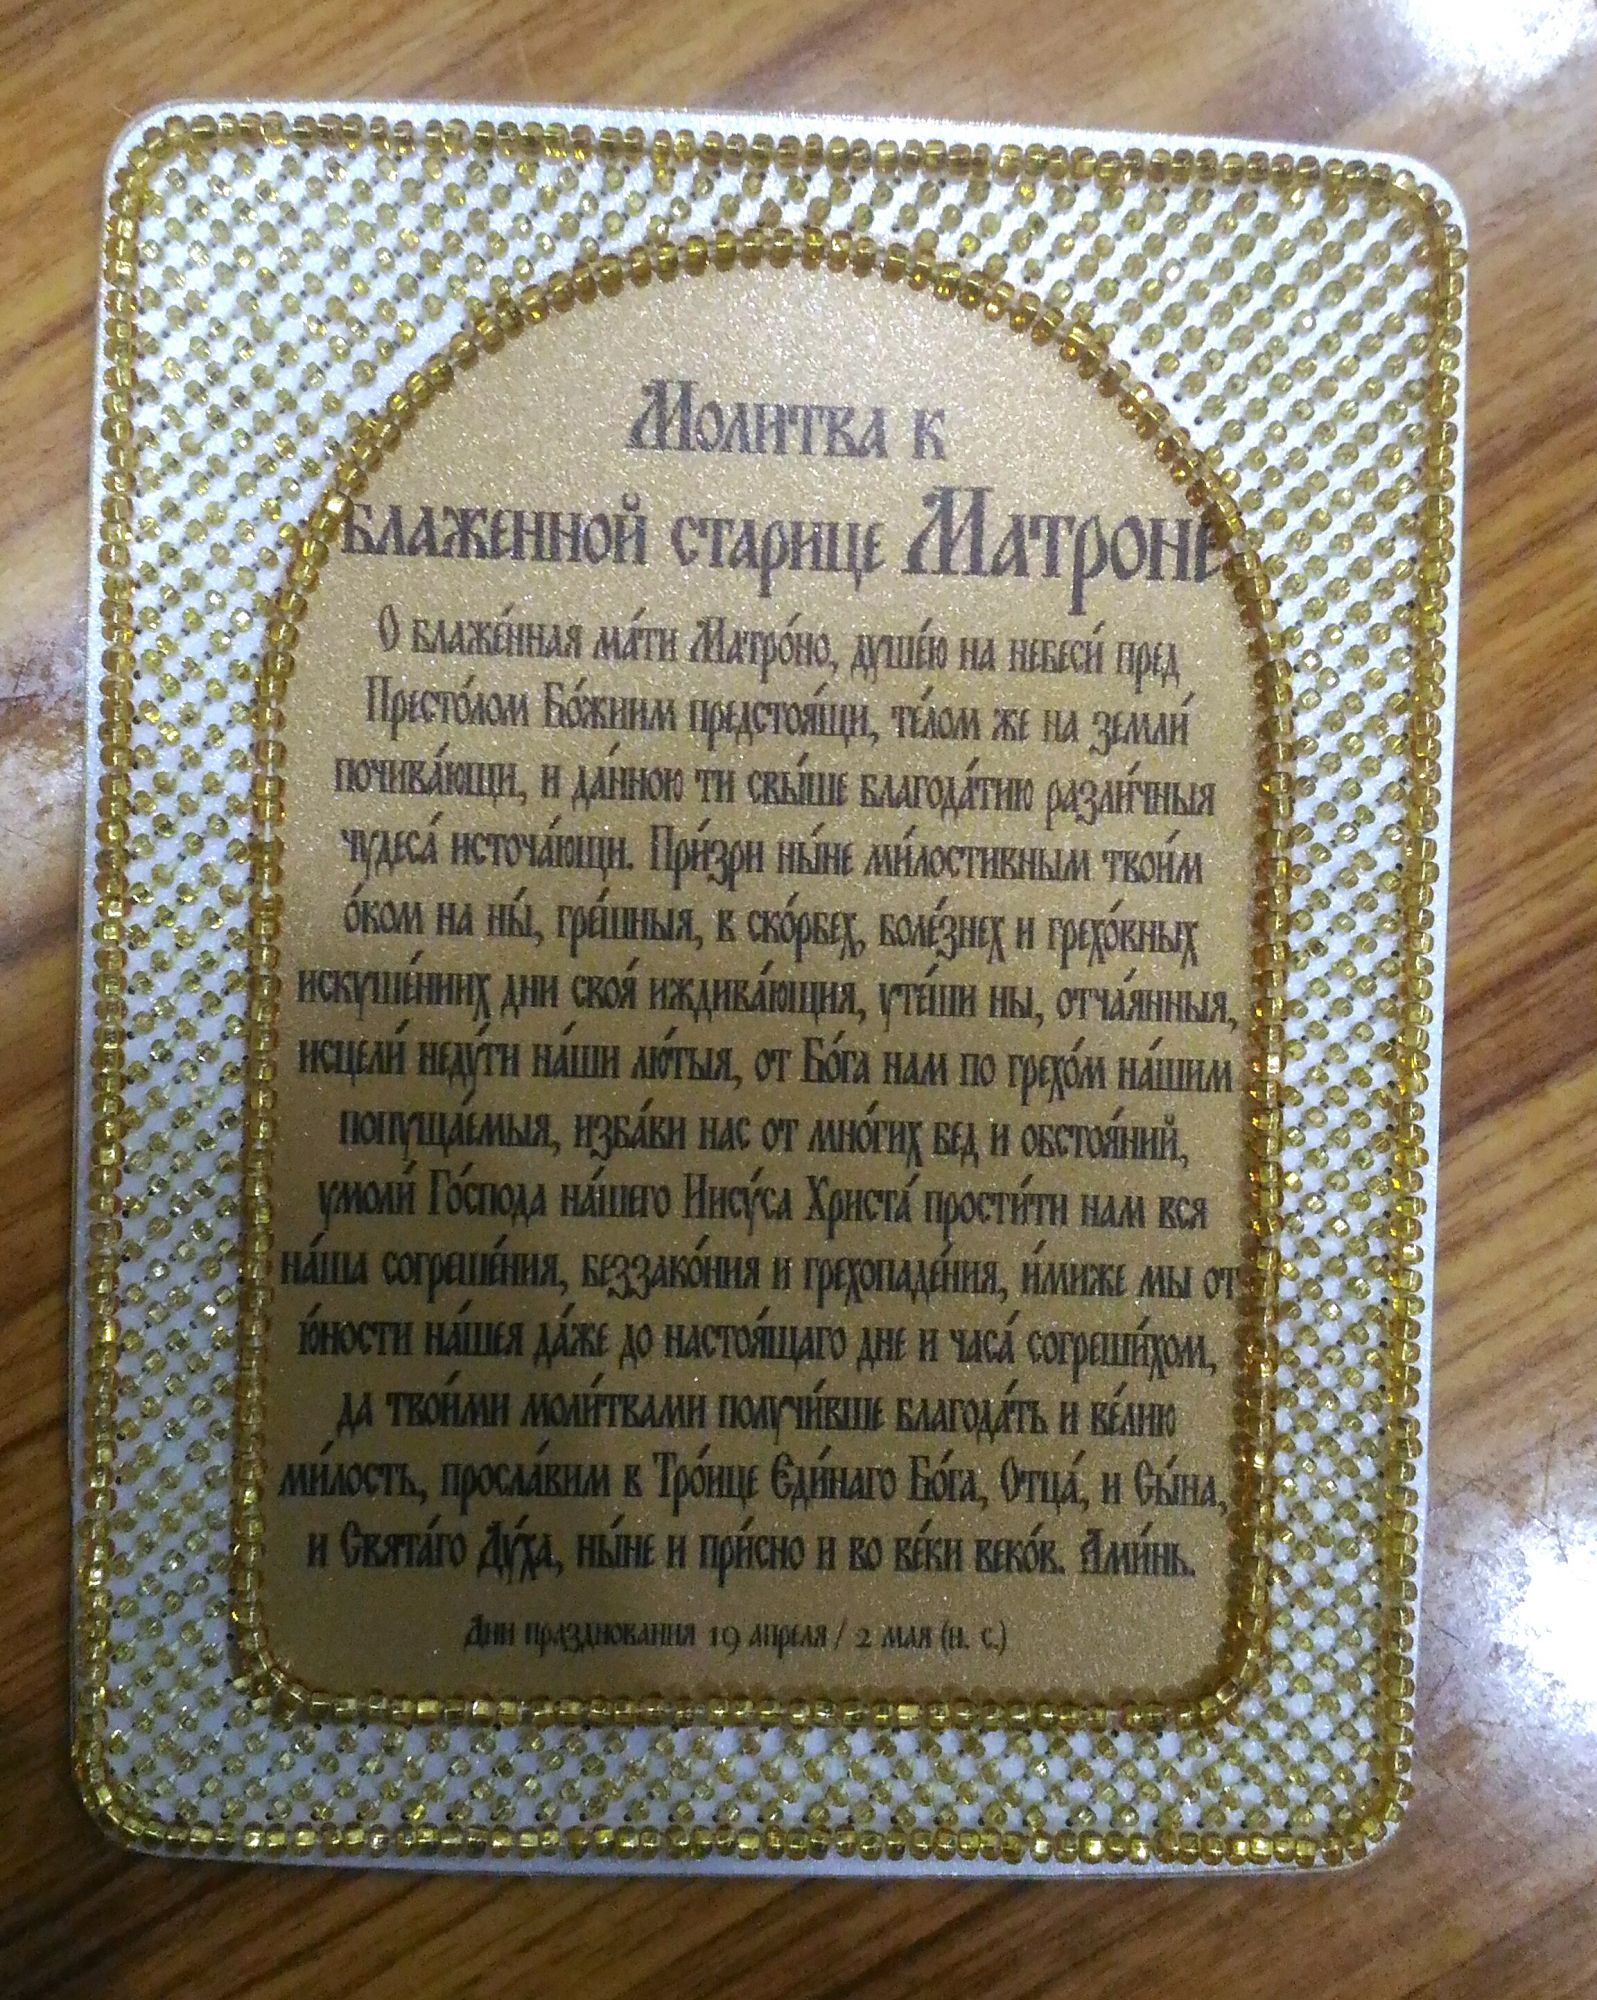 Молитва к
блаженной старице Матроне
О блаже́нная ма́ти Матро́но, душе́ю на небеси́ пред
Престо́лом Бо́жиим предстоя́щи, те́лом же на земли́
почива́ющи, и да́нною ти свы́ше благода́тию разли́чныя
чудеса́ источа́ющи. При́зри ны́не ми́лостивным твои́м
о́ком на ны́, гре́шныя, в ско́рбех, боле́знех и грехо́вных
искуше́ниих дни своя́ иждива́ющия, уте́ши ны, отча́янныя,
исцели́ неду́ги на́ши лю́тыя, от Бо́га нам по грехо́м на́шим
попуща́емыя, изба́ви нас от мно́гих бед и обстоя́ний,
умоли́ Го́спода на́шего Иису́са Христа́ прости́ти нам вся
на́ша согреше́ния, беззако́ния и грехопаде́ния, и́миже мы от
ю́ности на́шея да́же до настоя́щаго дне и часа́ согреши́хом,
да твои́ми моли́твами получи́вше благода́ть и ве́лию
ми́лость, просла́вим в Тро́ице Еди́наго Бо́га, Отца́, и Сы́на,
и Свята́го Ду́ха, ны́не и при́сно и во ве́ки веко́в. Ами́нь.
Дни празднования 19 апреля / 2 мая (н. с.)